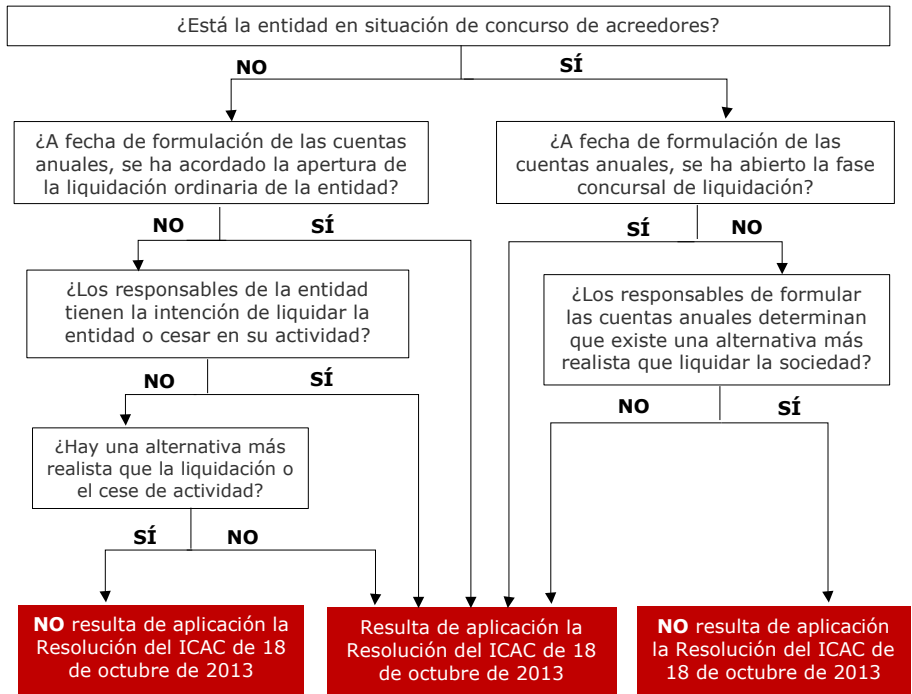 ¿Está la entidad en situación de concurso de acreedores?
NO
SÍ
¿A fecha de formulación de las cuentas
anuales, se ha acordado la apertura de
la liquidación ordinaria de la entidad?
¿A fecha de formulación de las
cuentas anuales, se ha abierto la fase
concursal de liquidación?
NO
SÍ
SÍ
NO
¿Los responsables de la entidad
tienen la intención de liquidar la
entidad o cesar en su actividad?
¿Los responsables de formular
las cuentas anuales determinan
que existe una alternativa más
realista que liquidar la sociedad?
NO
SÍ
NO
SÍ
¿Hay una alternativa más
realista que la liquidación o
el cese de actividad?
SÍ
NO
NO resulta de aplicación la
Resolución del ICAC de 18
de octubre de 2013
Resulta de aplicación la
Resolución del ICAC de 18
de octubre de 2013
NO resulta de aplicación
la Resolución del ICAC de
18 de octubre de 2013